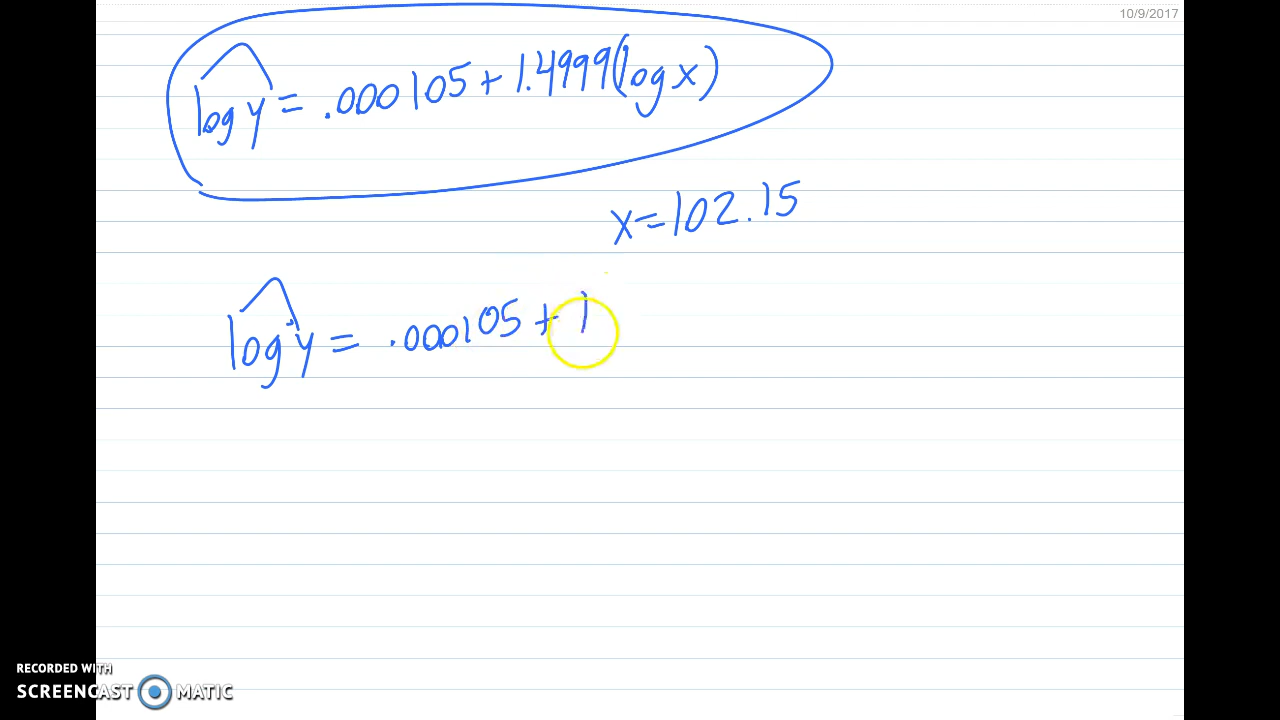 10/9/2017
log y = .000105 + 1.4999(log x)
x = 102.15
log y = .000105 + 1
RECORDED WITH
SCREENCAST MATIC